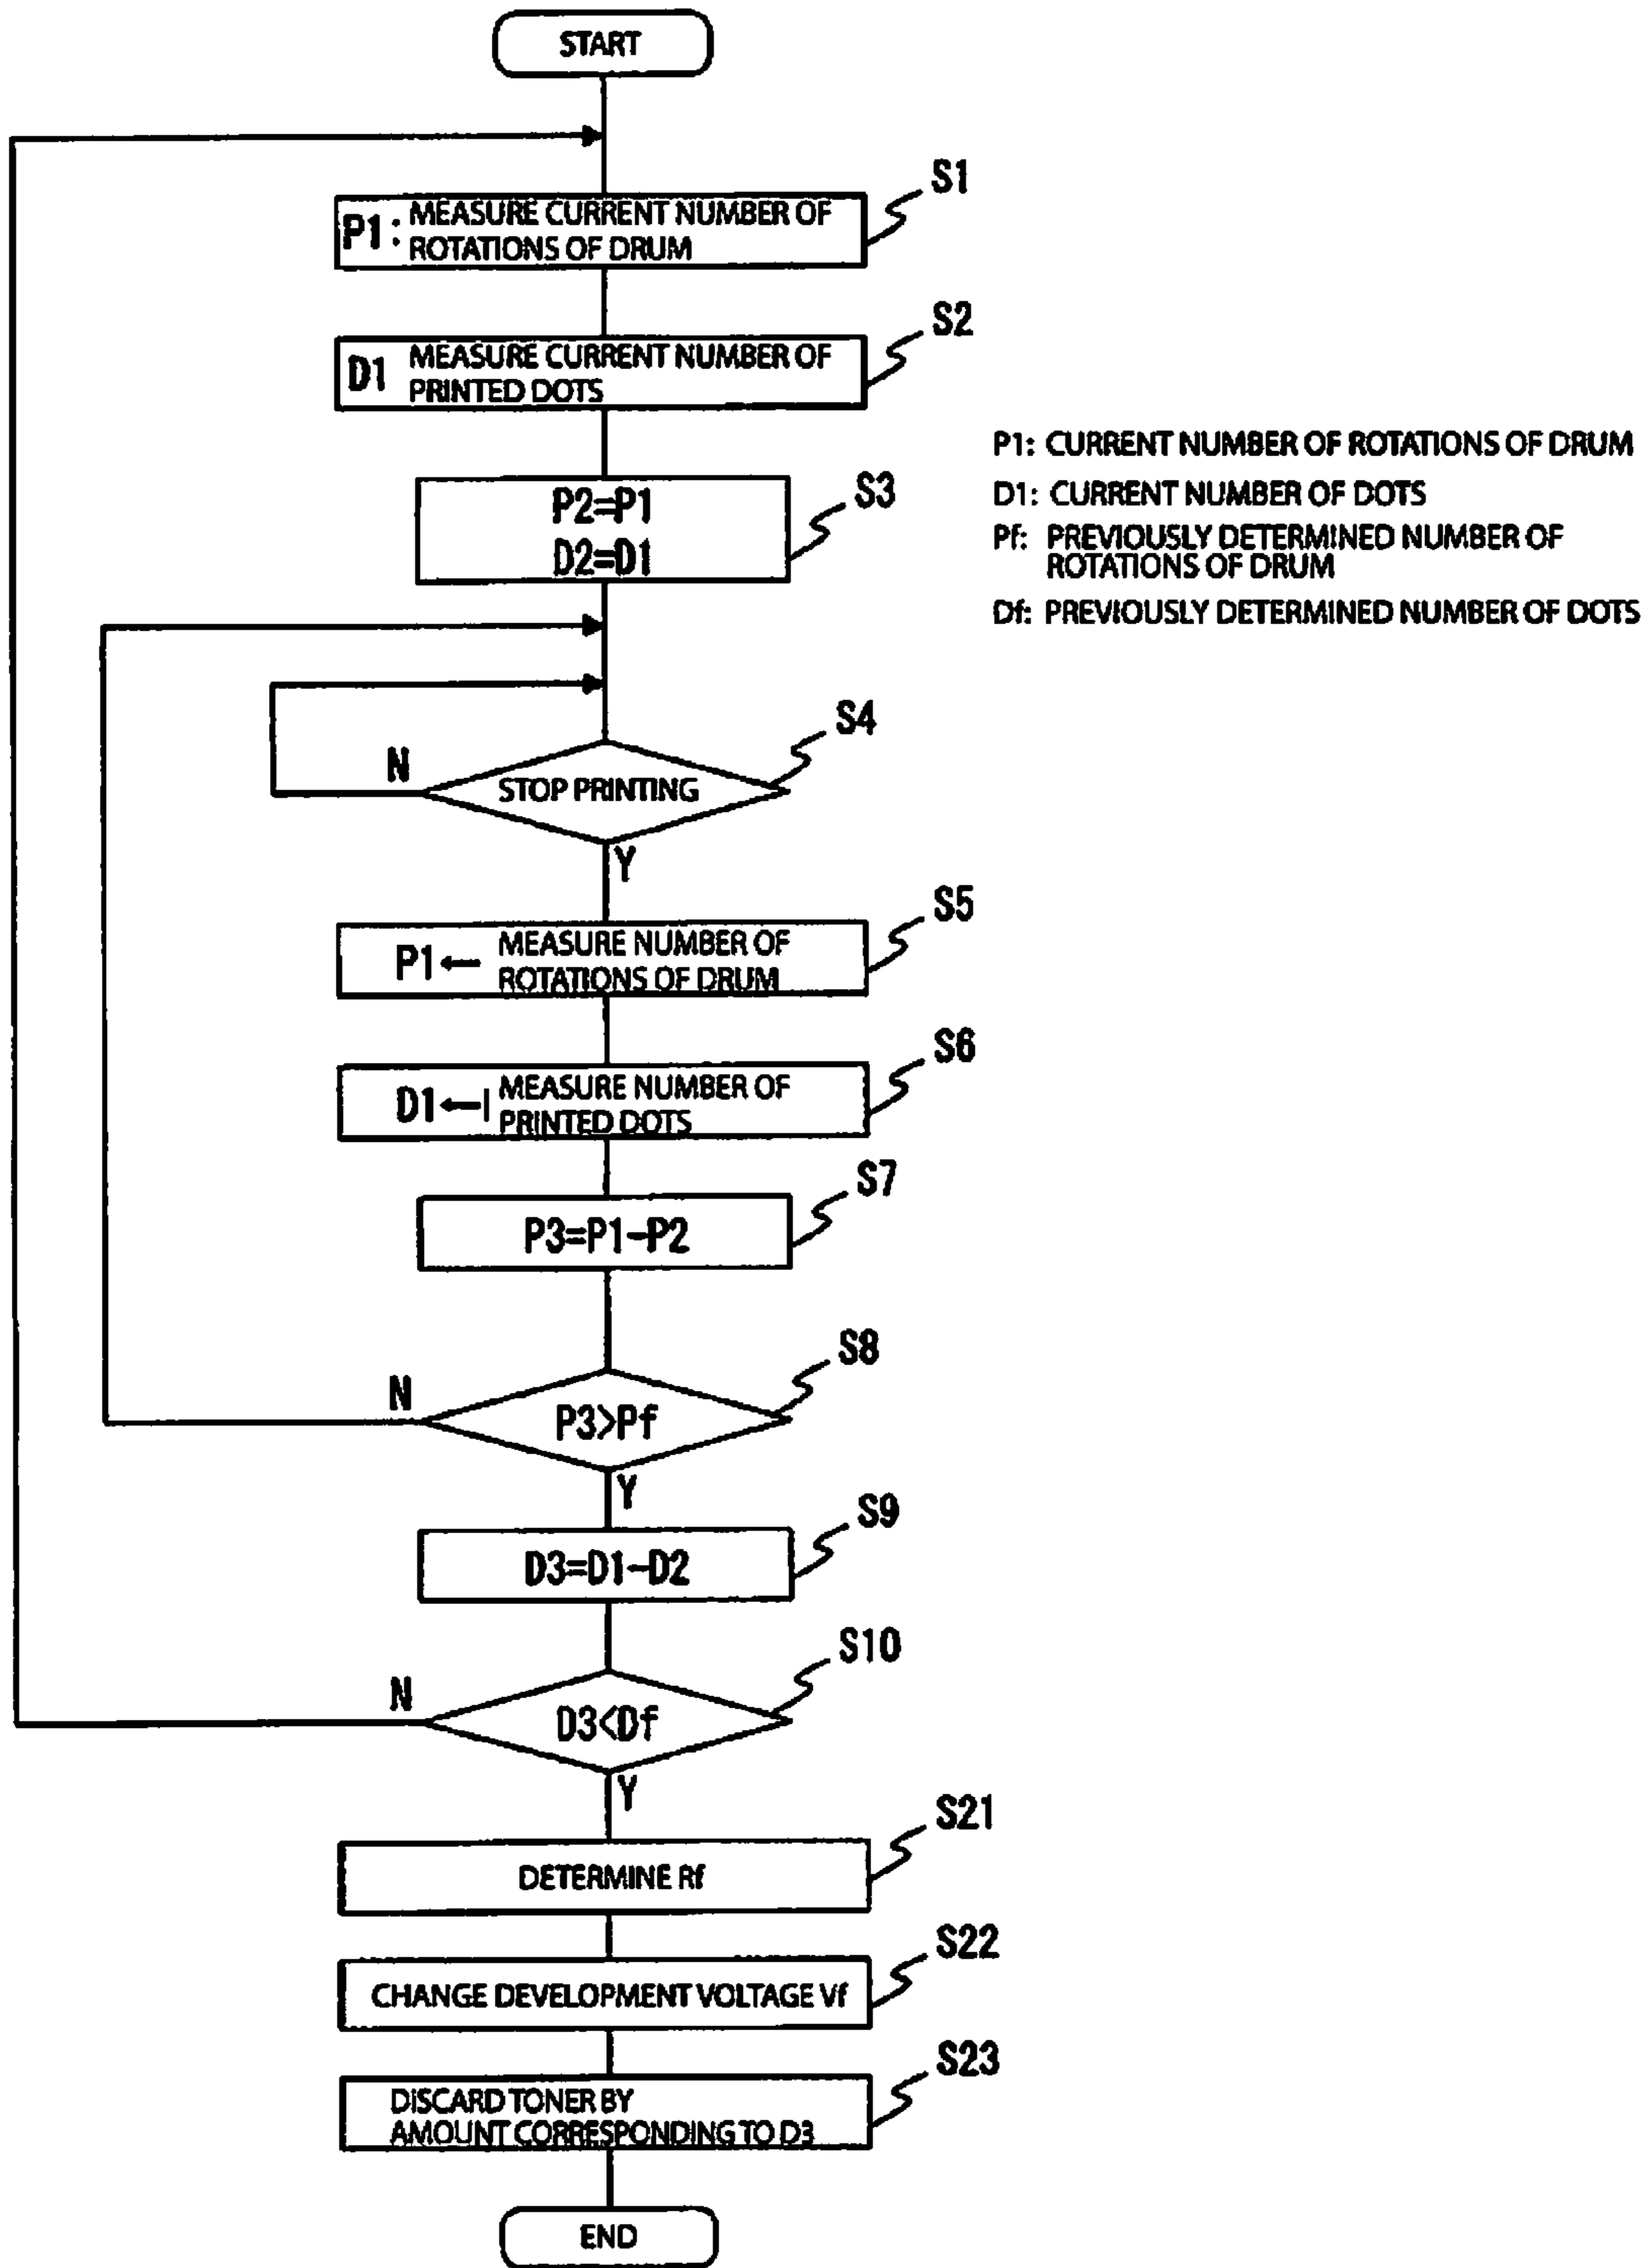 START
S1
P1: MEASURE CURRENT NUMBER OF
ROTATIONS OF DRUM
S2
D1 MEASURE CURRENT NUMBER OF
PRINTED DOTS
P1: CURRENT NUMBER OF ROTATIONS OF DRUM
D1: CURRENT NUMBER OF DOTS
Pf: PREVIOUSLY DETERMINED NUMBER OF
ROTATIONS OF DRUM
Df: PREVIOUSLY DETERMINED NUMBER OF DOTS
S3
P2=P1
D2=D1
S4
N
STOP PRINTING
Y
S5
P1← MEASURE NUMBER OF
ROTATIONS OF DRUM
S6
D1←| MEASURE NUMBER OF
PRINTED DOTS
S7
P3=P1-P2
S8
N
P3>Pf
Y
S9
D3=D1-D2
S10
N
D3<Df
Y
S21
DETERMINE Rf
S22
CHANGE DEVELOPMENT VOLTAGE Vf
S23
DISCARD TONER BY
AMOUNT CORRESPONDING TO D3
END